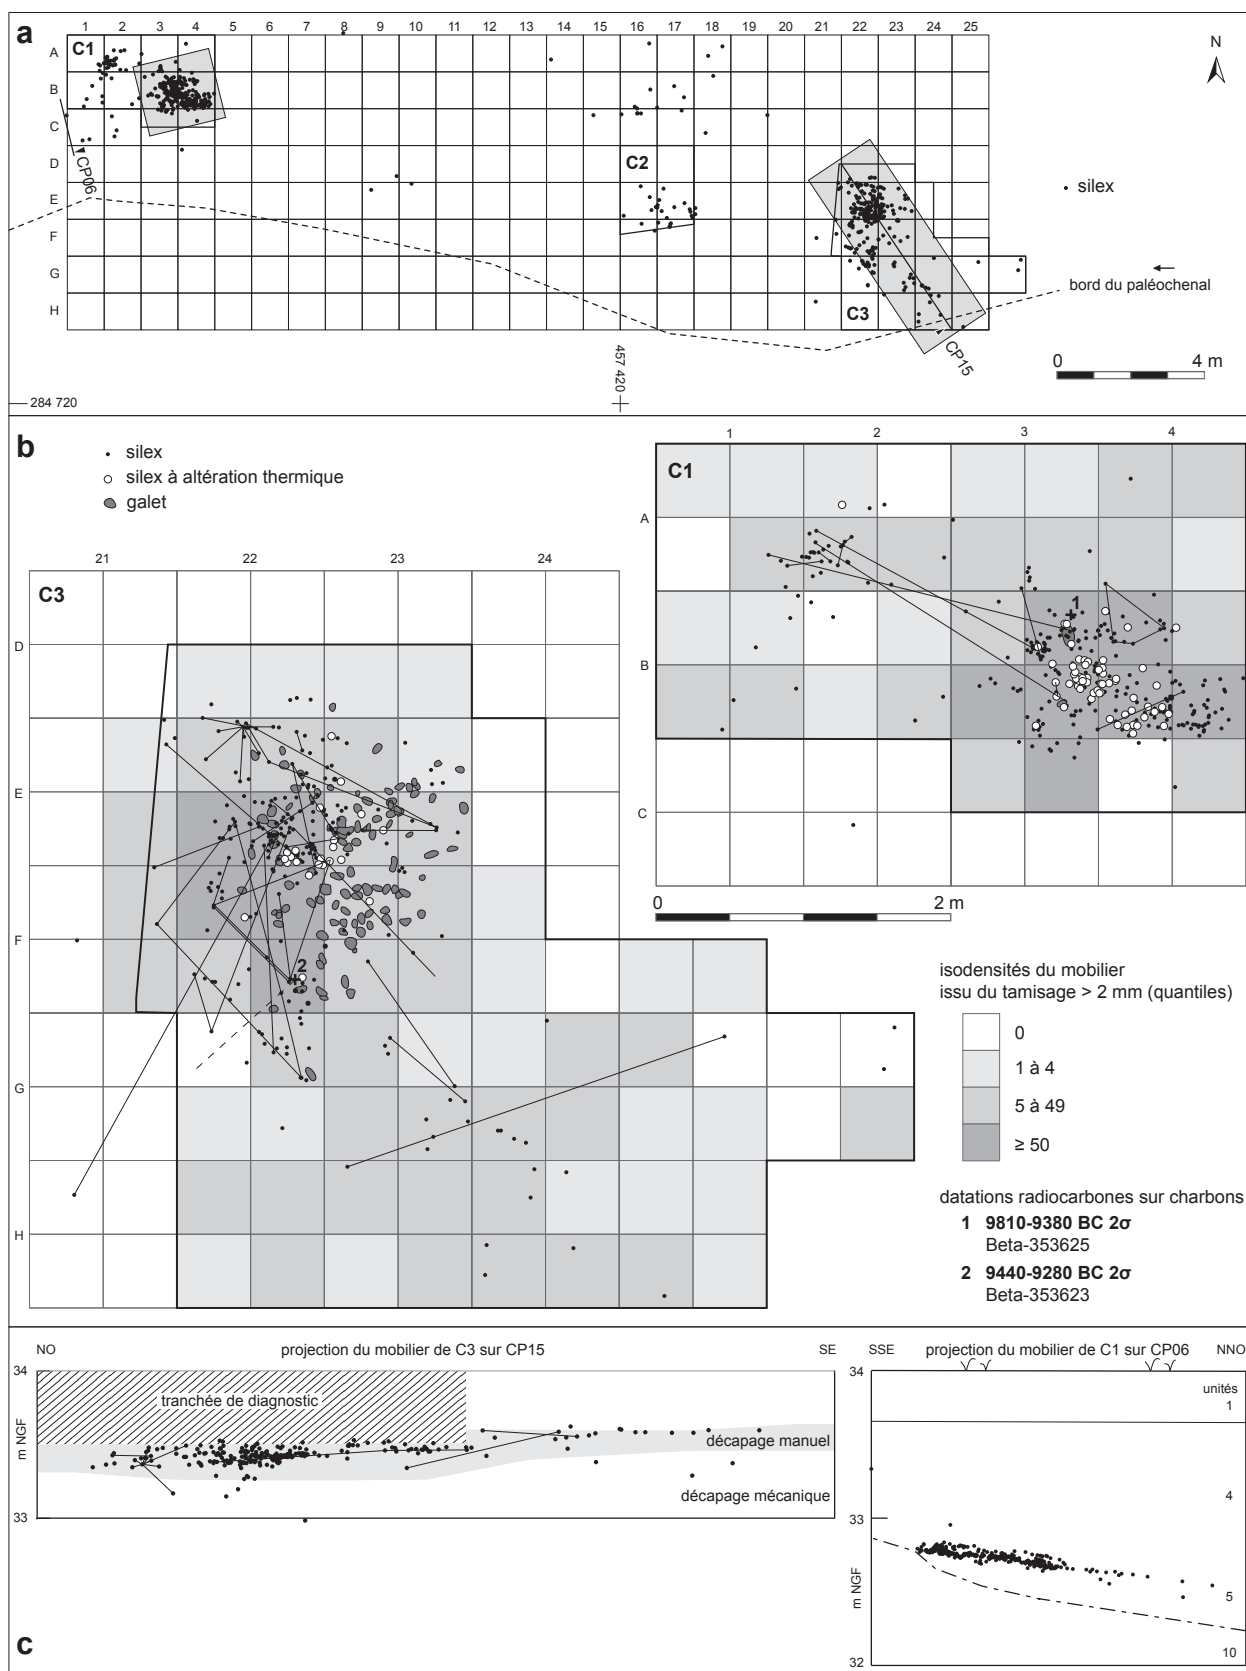 a
1 2 3 4 5 6 7 8 9 10 11 12 13 14 15 16 17 18 19 20 21 22 23 24 25
N
A
B
C
D
E
F
G
H
C1
C2
C3
CP06
CP15
silex
bord du paléochenal
0 4 m
457 420
284 720
b
silex
silex à altération thermique
galet
C1
1 2 3 4
A
B
C
1
0 2 m
C3
21 22 23 24
D
E
F
G
H
2
isodensités du mobilier
issu du tamisage > 2 mm (quantiles)
0
1 à 4
5 à 49
≥ 50
datations radiocarbones sur charbons
1 9810-9380 BC 2σ
Beta-353625
2 9440-9280 BC 2σ
Beta-353623
NO projection du mobilier de C3 sur CP15 SE
34
m NGF
33
tranchée de diagnostic
décapage manuel
décapage mécanique
SSE projection du mobilier de C1 sur CP06 NNO
34
33
m NGF
32
unités
1
4
5
10
c